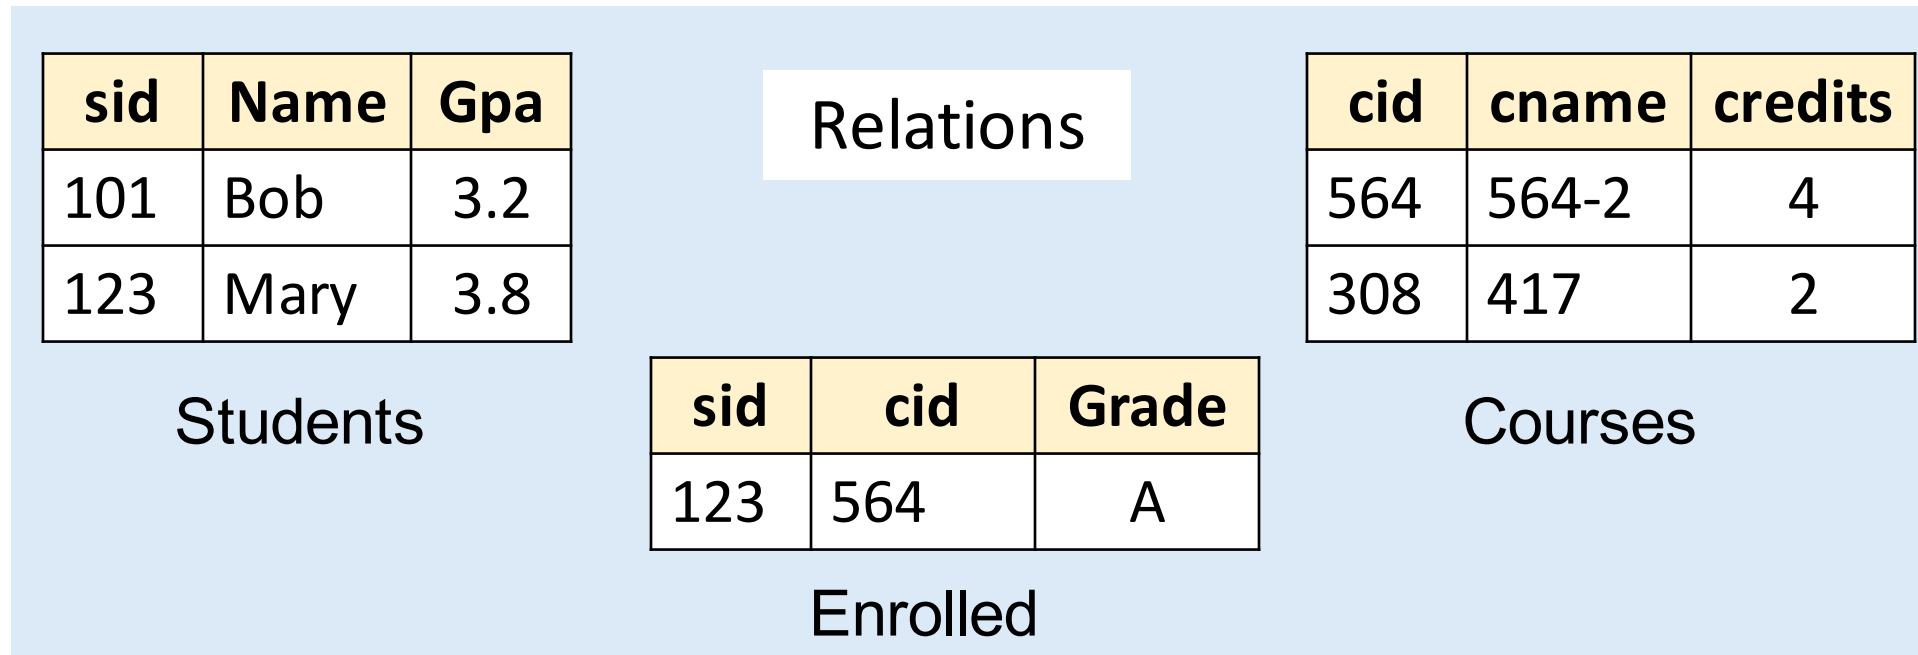 sid Name Gpa
101 Bob 3.2
123 Mary 3.8
Students
Relations
cid cname credits
564 564-2 4
308 417 2
Courses
sid cid Grade
123 564 A
Enrolled